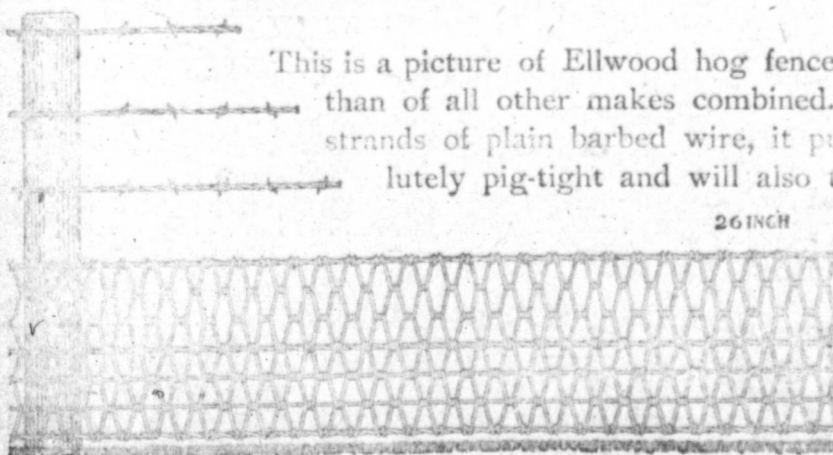 This is a picture of Ellwood hog fence
than of all other makes combined.
strands of plain barbed wire, it
lutely pig-tight and will also
26 INCH